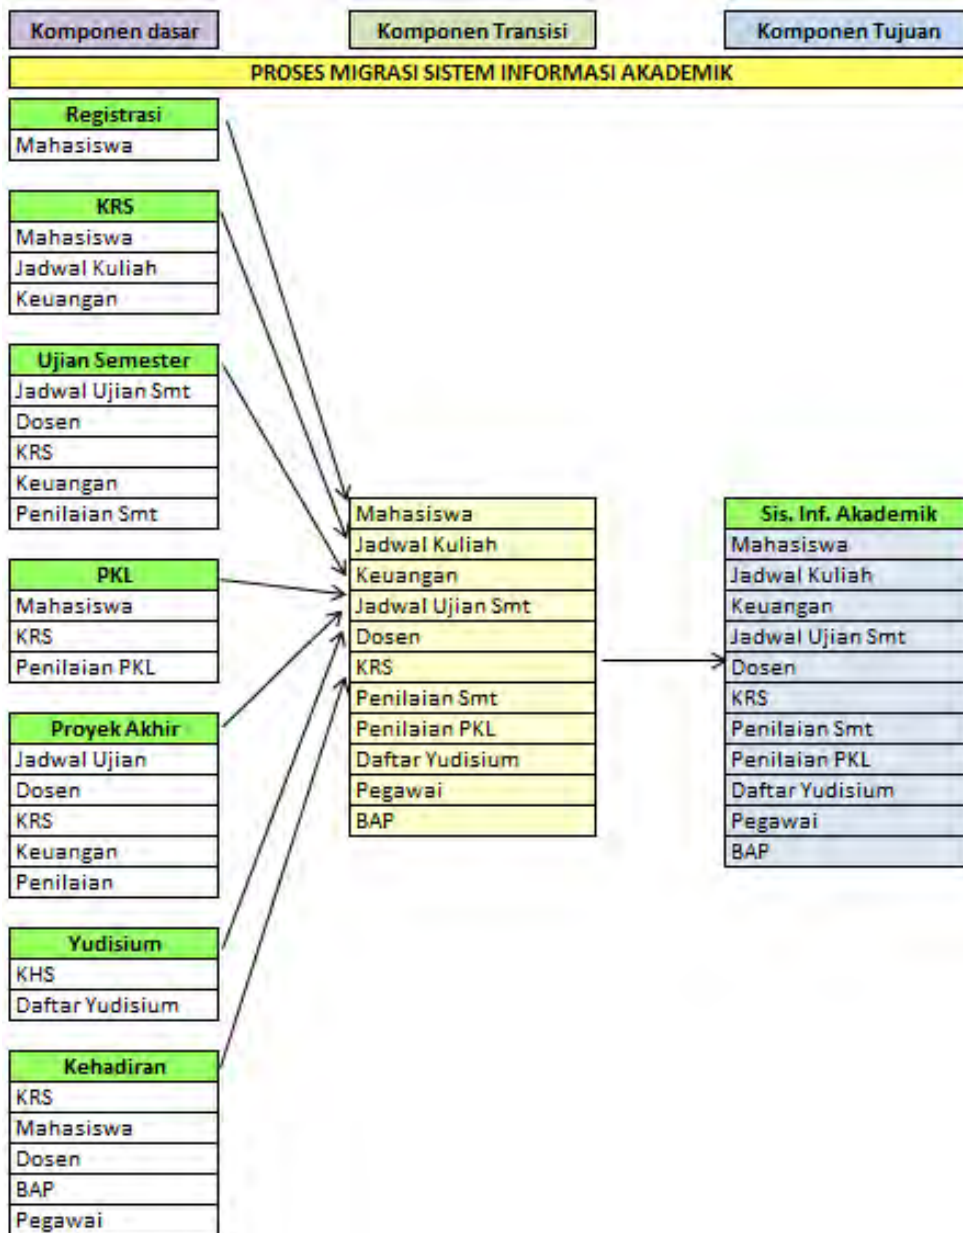 Komponen dasar
Komponen Transisi
Komponen Tujuan
PROSES MIGRASI SISTEM INFORMASI AKADEMIK
Registrasi
Mahasiswa
KRS
Mahasiswa
Jadwal Kuliah
Keuangan
Ujian Semester
Jadwal Ujian Smt
Dosen
KRS
Keuangan
Penilaian Smt
PKL
Mahasiswa
KRS
Penilaian PKL
Proyek Akhir
Jadwal Ujian
Dosen
KRS
Keuangan
Penilaian
Yudisium
KHS
Daftar Yudisium
Kehadiran
KRS
Mahasiswa
Dosen
BAP
Pegawai
Mahasiswa
Jadwal Kuliah
Keuangan
Jadwal Ujian Smt
Dosen
KRS
Penilaian Smt
Penilaian PKL
Daftar Yudisium
Pegawai
BAP
Sis. Inf. Akademik
Mahasiswa
Jadwal Kuliah
Keuangan
Jadwal Ujian Smt
Dosen
KRS
Penilaian Smt
Penilaian PKL
Daftar Yudisium
Pegawai
BAP